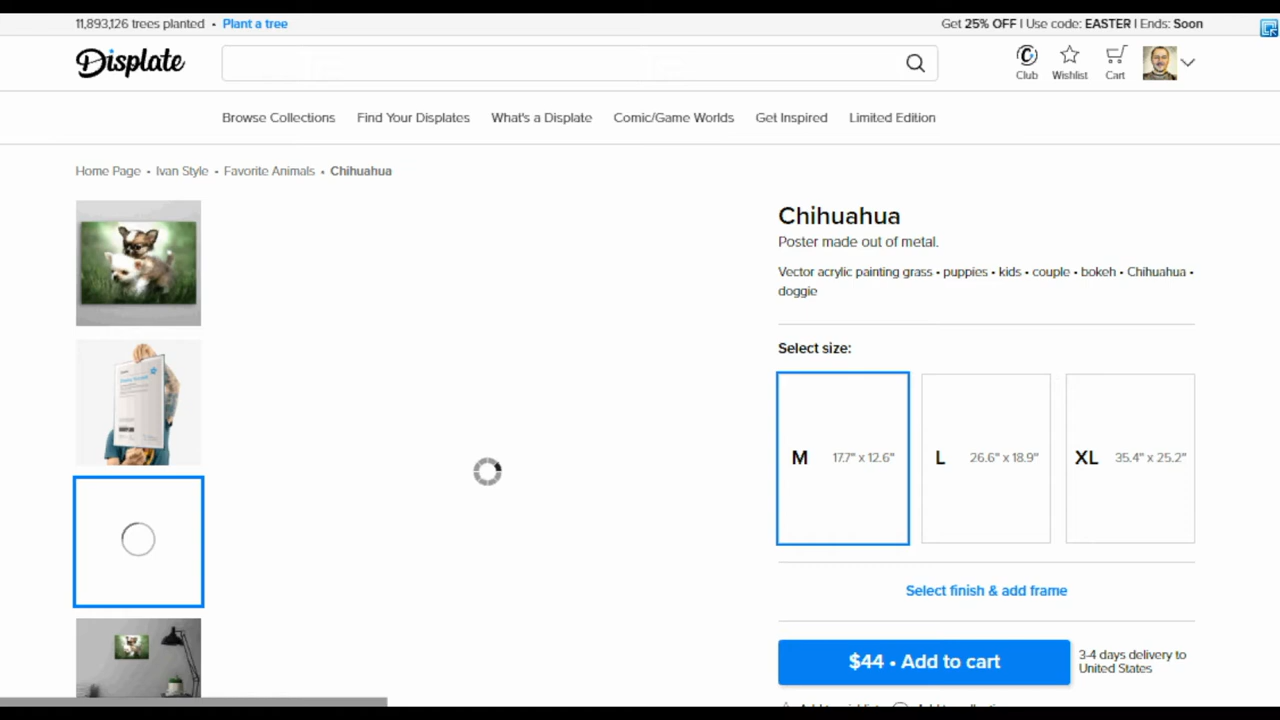 11,893,126 trees planted • Plant a tree
Get 25% OFF | Use code: EASTER | Ends: Soon
Displate
Club
Wishlist
Cart
Browse Collections
Find Your Displates
What's a Displate
Comic/Game Worlds
Get Inspired
Limited Edition
Home Page • Ivan Style • Favorite Animals • Chihuahua
Chihuahua
Poster made out of metal.
Vector acrylic painting grass • puppies • kids • couple • bokeh • Chihuahua •
doggie
Select size:
M 17.7" x 12.6"
L 26.6" x 18.9"
XL 35.4" x 25.2"
Select finish & add frame
$44 • Add to cart
3-4 days delivery to
United States